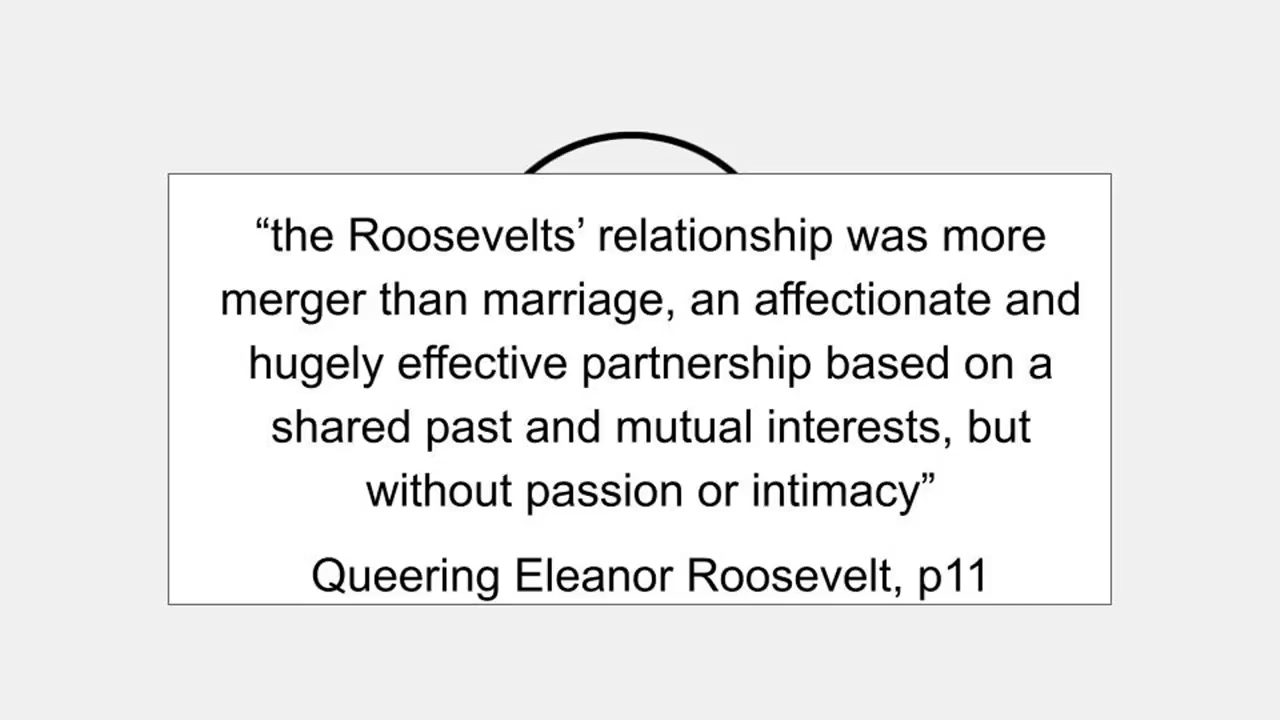 “the Roosevelts’ relationship was more
merger than marriage, an affectionate and
hugely effective partnership based on a
shared past and mutual interests, but
without passion or intimacy”
Queering Eleanor Roosevelt, p11